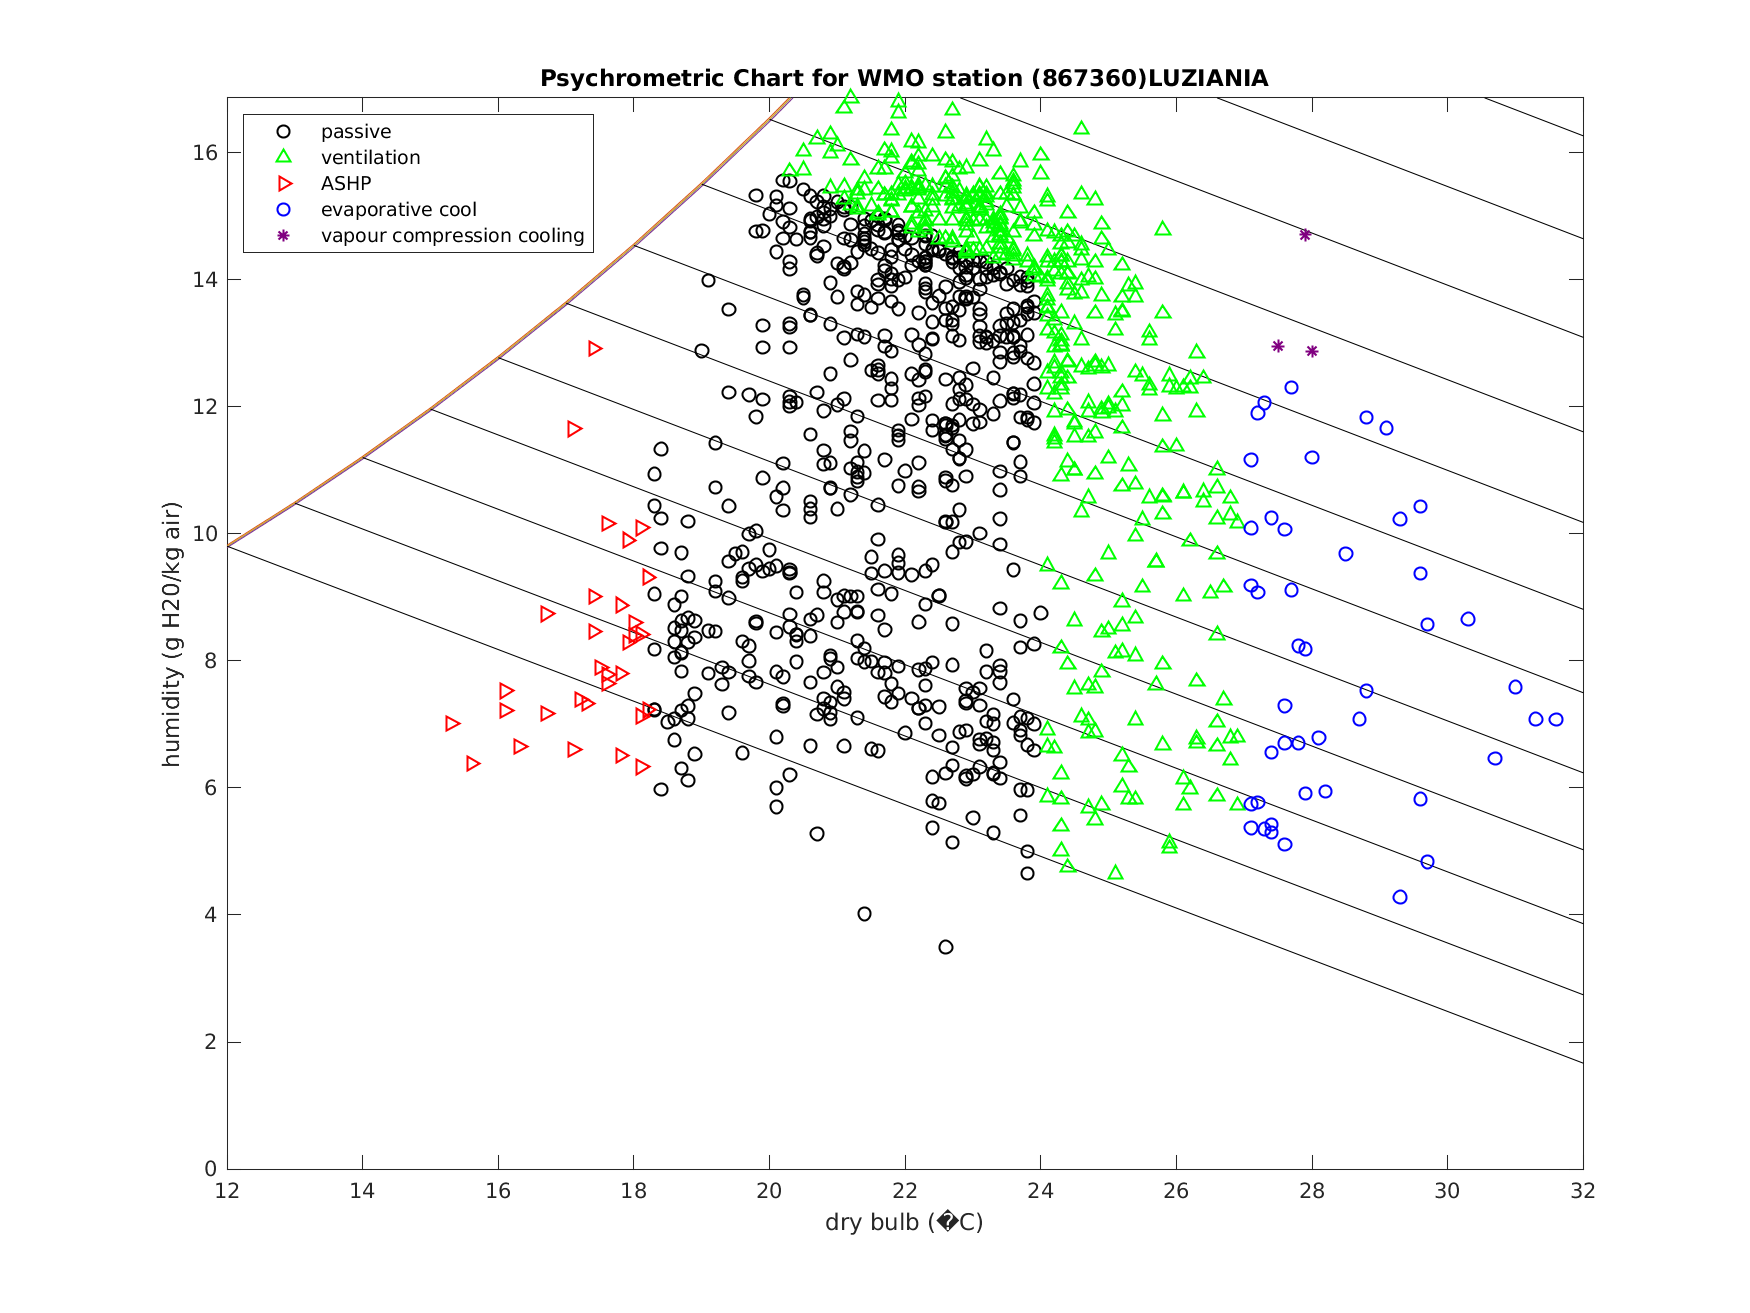 Psychrometric Chart for WMO station (867360)LUZIANIA
passive
ventilation
ASHP
evaporative cool
vapour compression cooling
humidity (g H20/kg air)
16
14
12
10
8
6
4
2
0
12 14 16 18 20 22 24 26 28 30 32
dry bulb (�C)